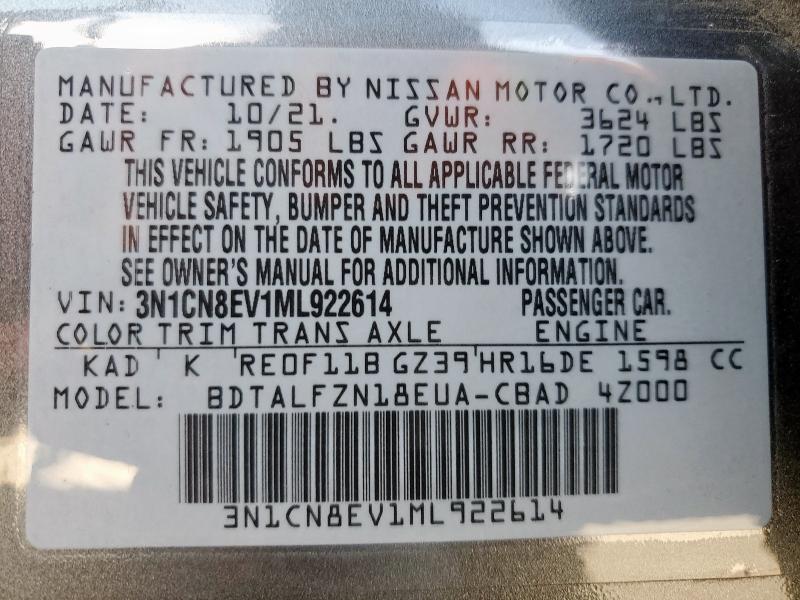 MANUFACTURED BY NISSAN MOTOR CO., LTD.
DATE: 10/21. GVWR: 3624 LBS
GAWR FR: 1905 LBS GAWR RR: 1720 LBS
THIS VEHICLE CONFORMS TO ALL APPLICABLE FEDERAL MOTOR
VEHICLE SAFETY, BUMPER AND THEFT PREVENTION STANDARDS
IN EFFECT ON THE DATE OF MANUFACTURE SHOWN ABOVE.
SEE OWNER'S MANUAL FOR ADDITIONAL INFORMATION.
VIN: 3N1CN8EV1ML922614 PASSENGER CAR.
COLOR TRIM TRANS AXLE ENGINE
KAD K RE0F11B GZ39 HR16DE 1598 CC
MODEL: BDTALFZN18EUA-CBAD 4Z000
3N1CN8EV1ML922614